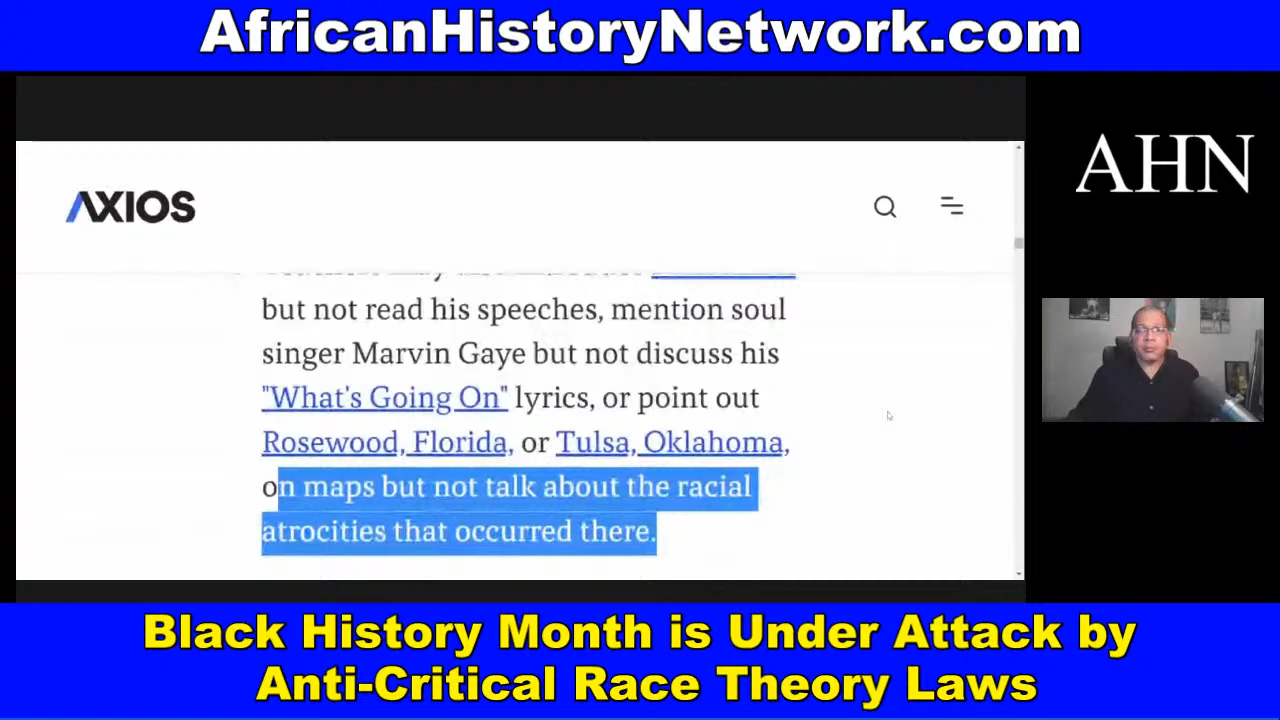 AfricanHistoryNetwork.com
AHN
AXIOS
but not read his speeches, mention soul
singer Marvin Gaye but not discuss his
"What's Going On" lyrics, or point out
Rosewood, Florida, or Tulsa, Oklahoma,
on maps but not talk about the racial
atrocities that occurred there.
Black History Month is Under Attack by
Anti-Critical Race Theory Laws